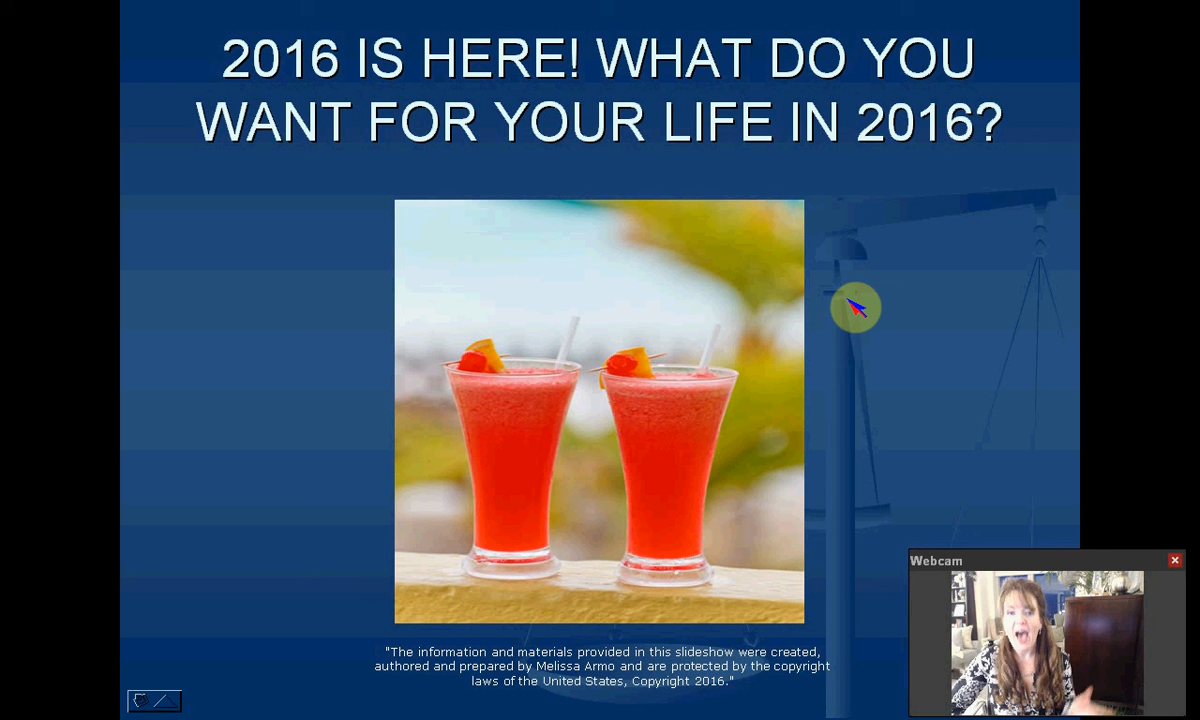 2016 IS HERE! WHAT DO YOU
WANT FOR YOUR LIFE IN 2016?
"The information and materials provided in this slideshow were created,
authored and prepared by Melissa Armo and are protected by the copyright
laws of the United States, Copyright 2016."
Webcam